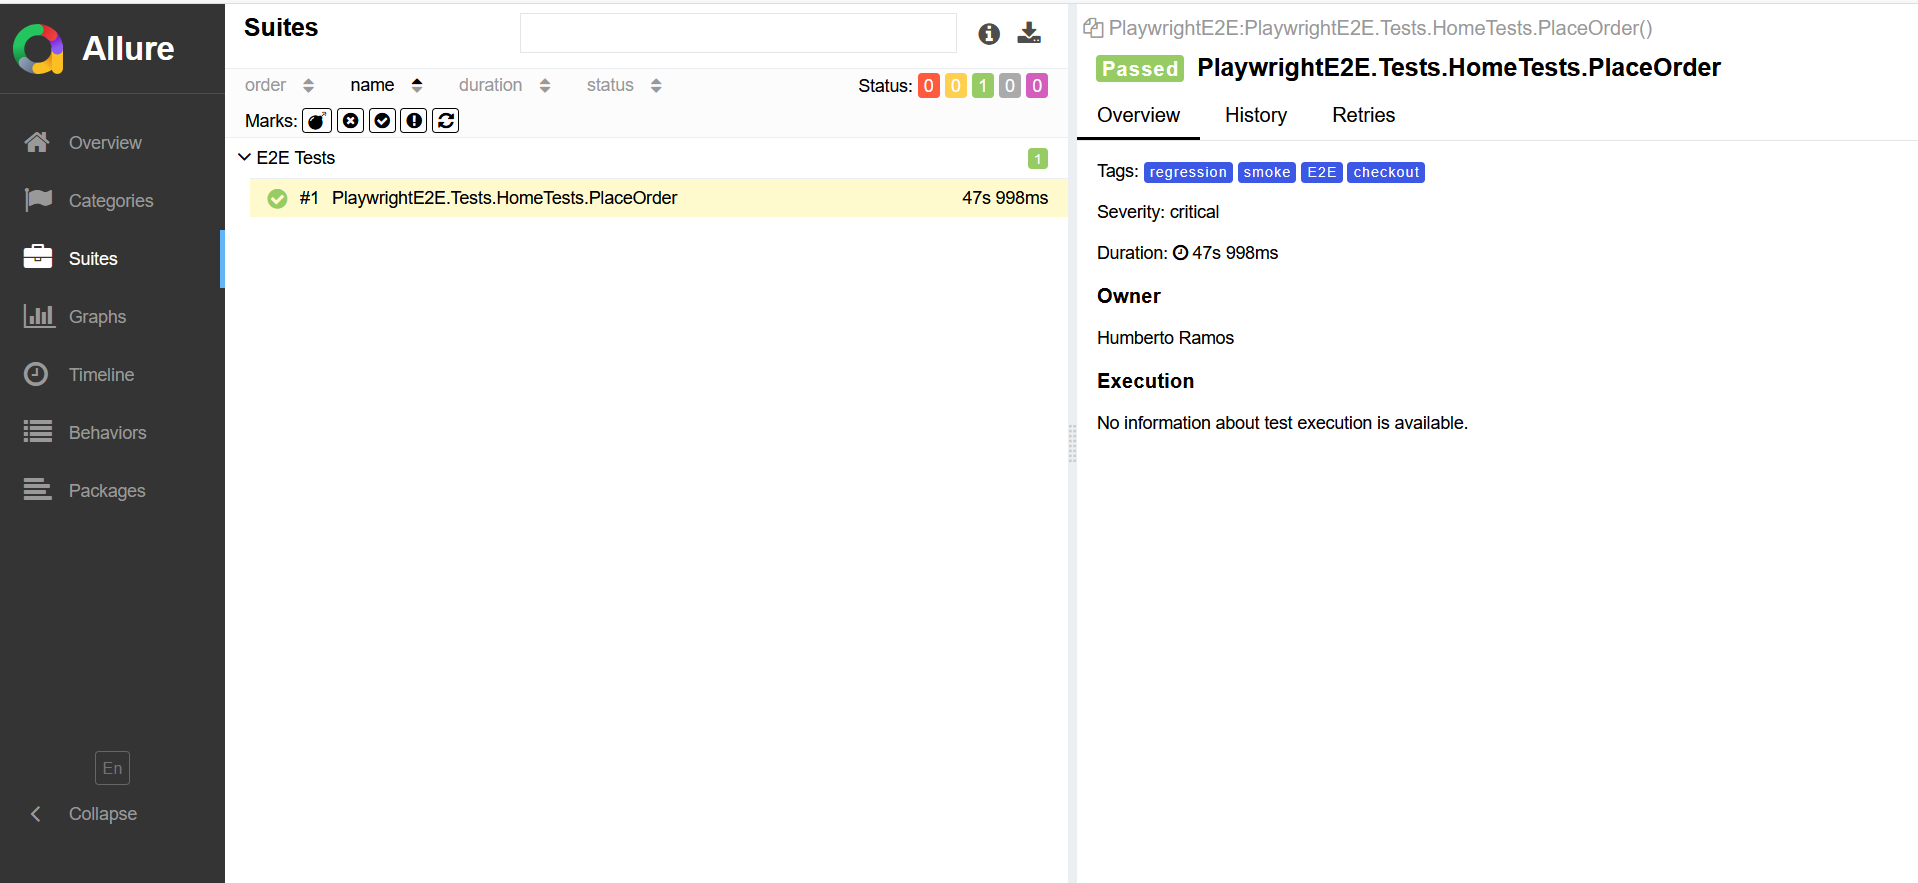 Allure
Overview
Categories
Suites
Graphs
Timeline
Behaviors
Packages
En
Collapse
Suites
order name duration status Status: 0 0 1 0 0
Marks:
E2E Tests 1
#1 PlaywrightE2E.Tests.HomeTests.PlaceOrder 47s 998ms
PlaywrightE2E:PlaywrightE2E.Tests.HomeTests.PlaceOrder()
Passed PlaywrightE2E.Tests.HomeTests.PlaceOrder
Overview History Retries
Tags: regression smoke E2E checkout
Severity: critical
Duration: 47s 998ms
Owner
Humberto Ramos
Execution
No information about test execution is available.